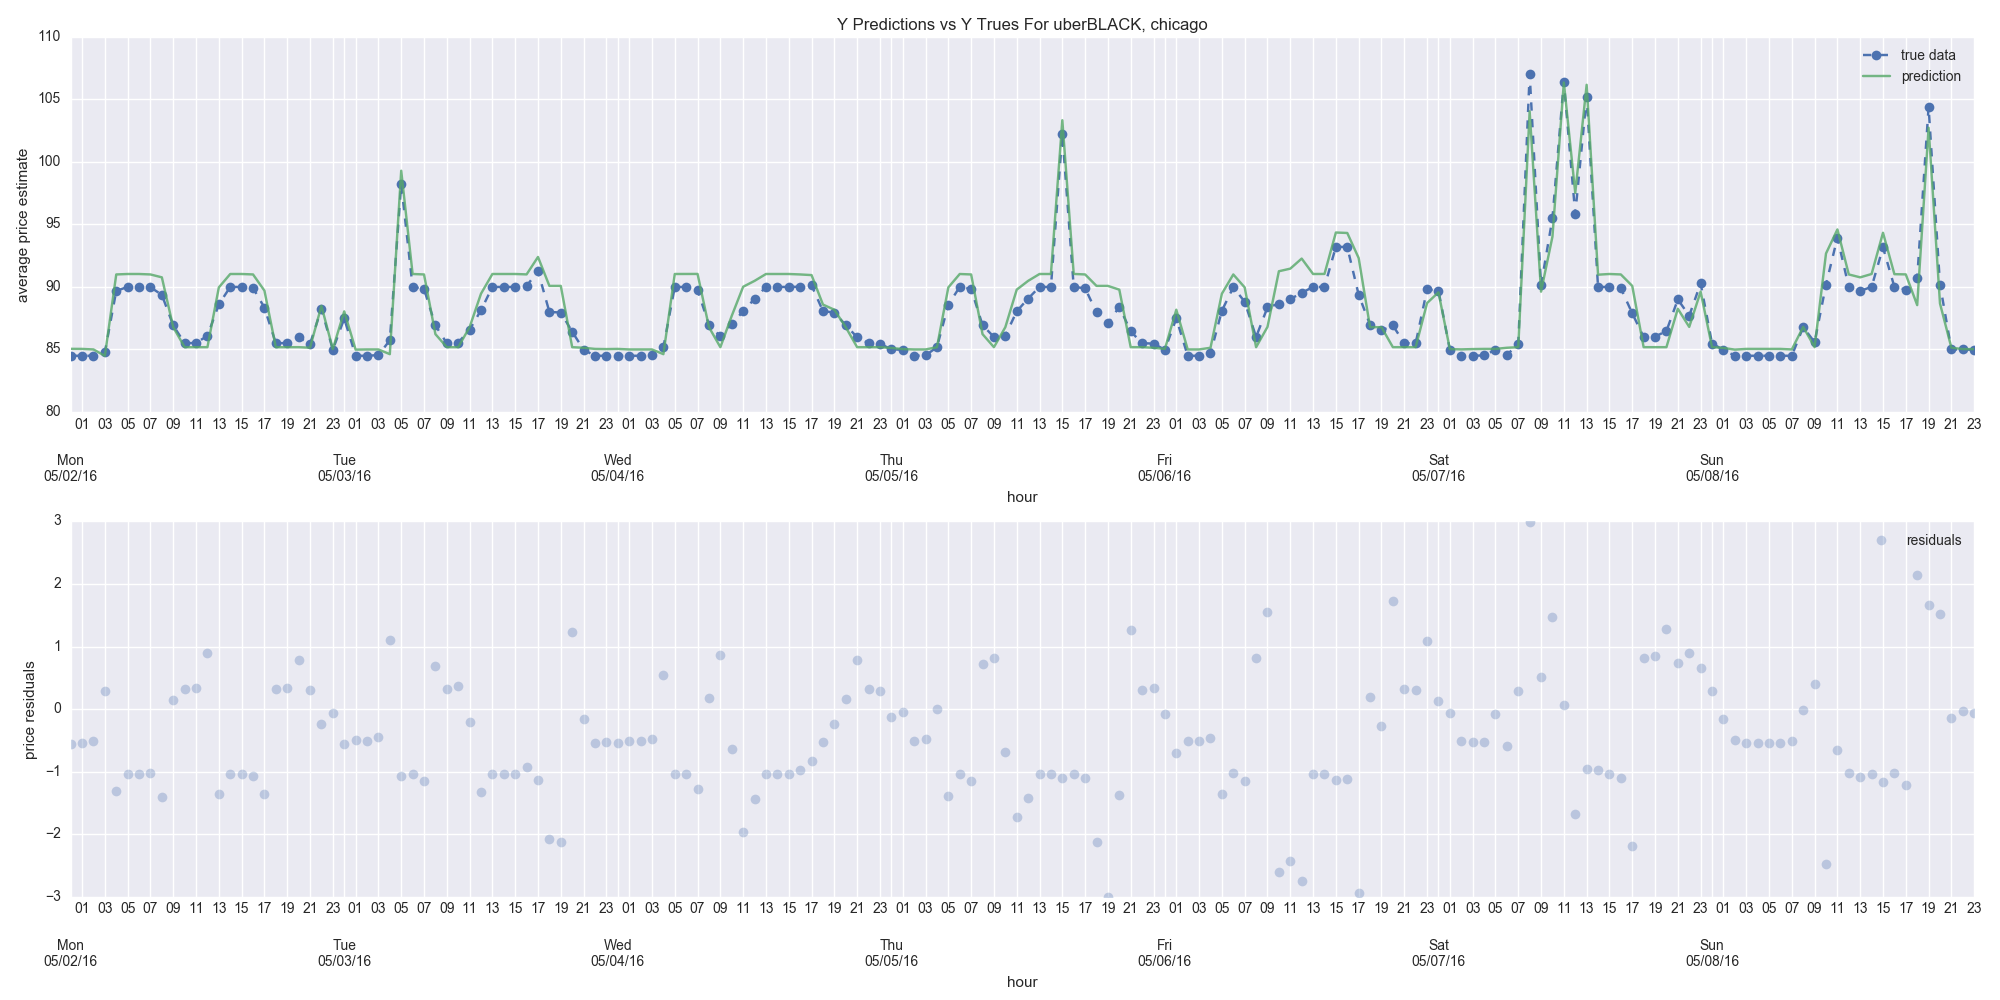 Y Predictions vs Y Trues For uberBLACK, chicago
110
105
100
95
90
85
80
average price estimate
true data
prediction
01 03 05 07 09 11 13 15 17 19 21 23 01 03 05 07 09 11 13 15 17 19 21 23 01 03 05 07 09 11 13 15 17 19 21 23 01 03 05 07 09 11 13 15 17 19 21 23 01 03 05 07 09 11 13 15 17 19 21 23 01 03 05 07 09 11 13 15 17 19 21 23 01 03 05 07 09 11 13 15 17 19 21 23
Mon Tue Wed Thu Fri Sat Sun
05/02/16 05/03/16 05/04/16 05/05/16 05/06/16 05/07/16 05/08/16
hour
3
2
1
0
−1
−2
−3
price residuals
residuals
01 03 05 07 09 11 13 15 17 19 21 23 01 03 05 07 09 11 13 15 17 19 21 23 01 03 05 07 09 11 13 15 17 19 21 23 01 03 05 07 09 11 13 15 17 19 21 23 01 03 05 07 09 11 13 15 17 19 21 23 01 03 05 07 09 11 13 15 17 19 21 23 01 03 05 07 09 11 13 15 17 19 21 23
Mon Tue Wed Thu Fri Sat Sun
05/02/16 05/03/16 05/04/16 05/05/16 05/06/16 05/07/16 05/08/16
hour